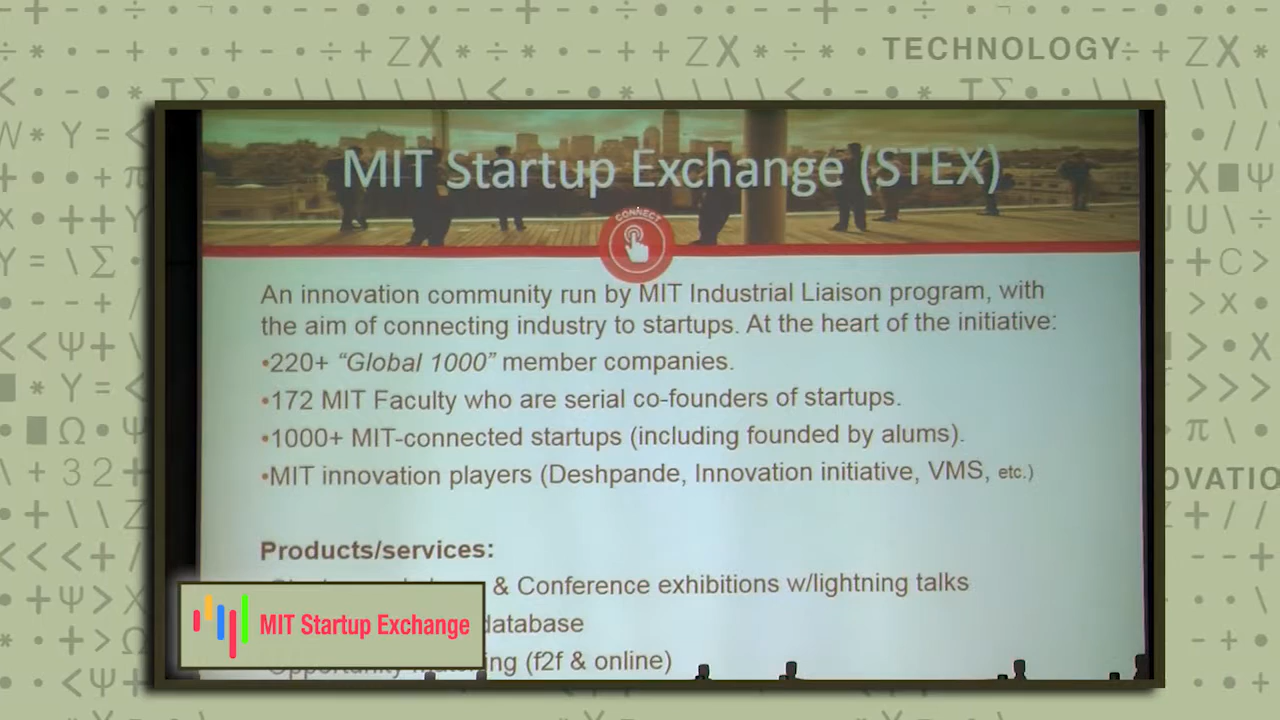 TECHNOLOGY
MIT Startup Exchange (STEX)
CONNECT
An innovation community run by MIT Industrial Liaison program, with
the aim of connecting industry to startups. At the heart of the initiative:
•220+ “Global 1000” member companies.
•172 MIT Faculty who are serial co-founders of startups.
•1000+ MIT-connected startups (including founded by alums).
•MIT innovation players (Deshpande, Innovation initiative, VMS, etc.)
Products/services:
& Conference exhibitions w/lightning talks
database
MIT Startup Exchange
Opportunity (f2f & online)